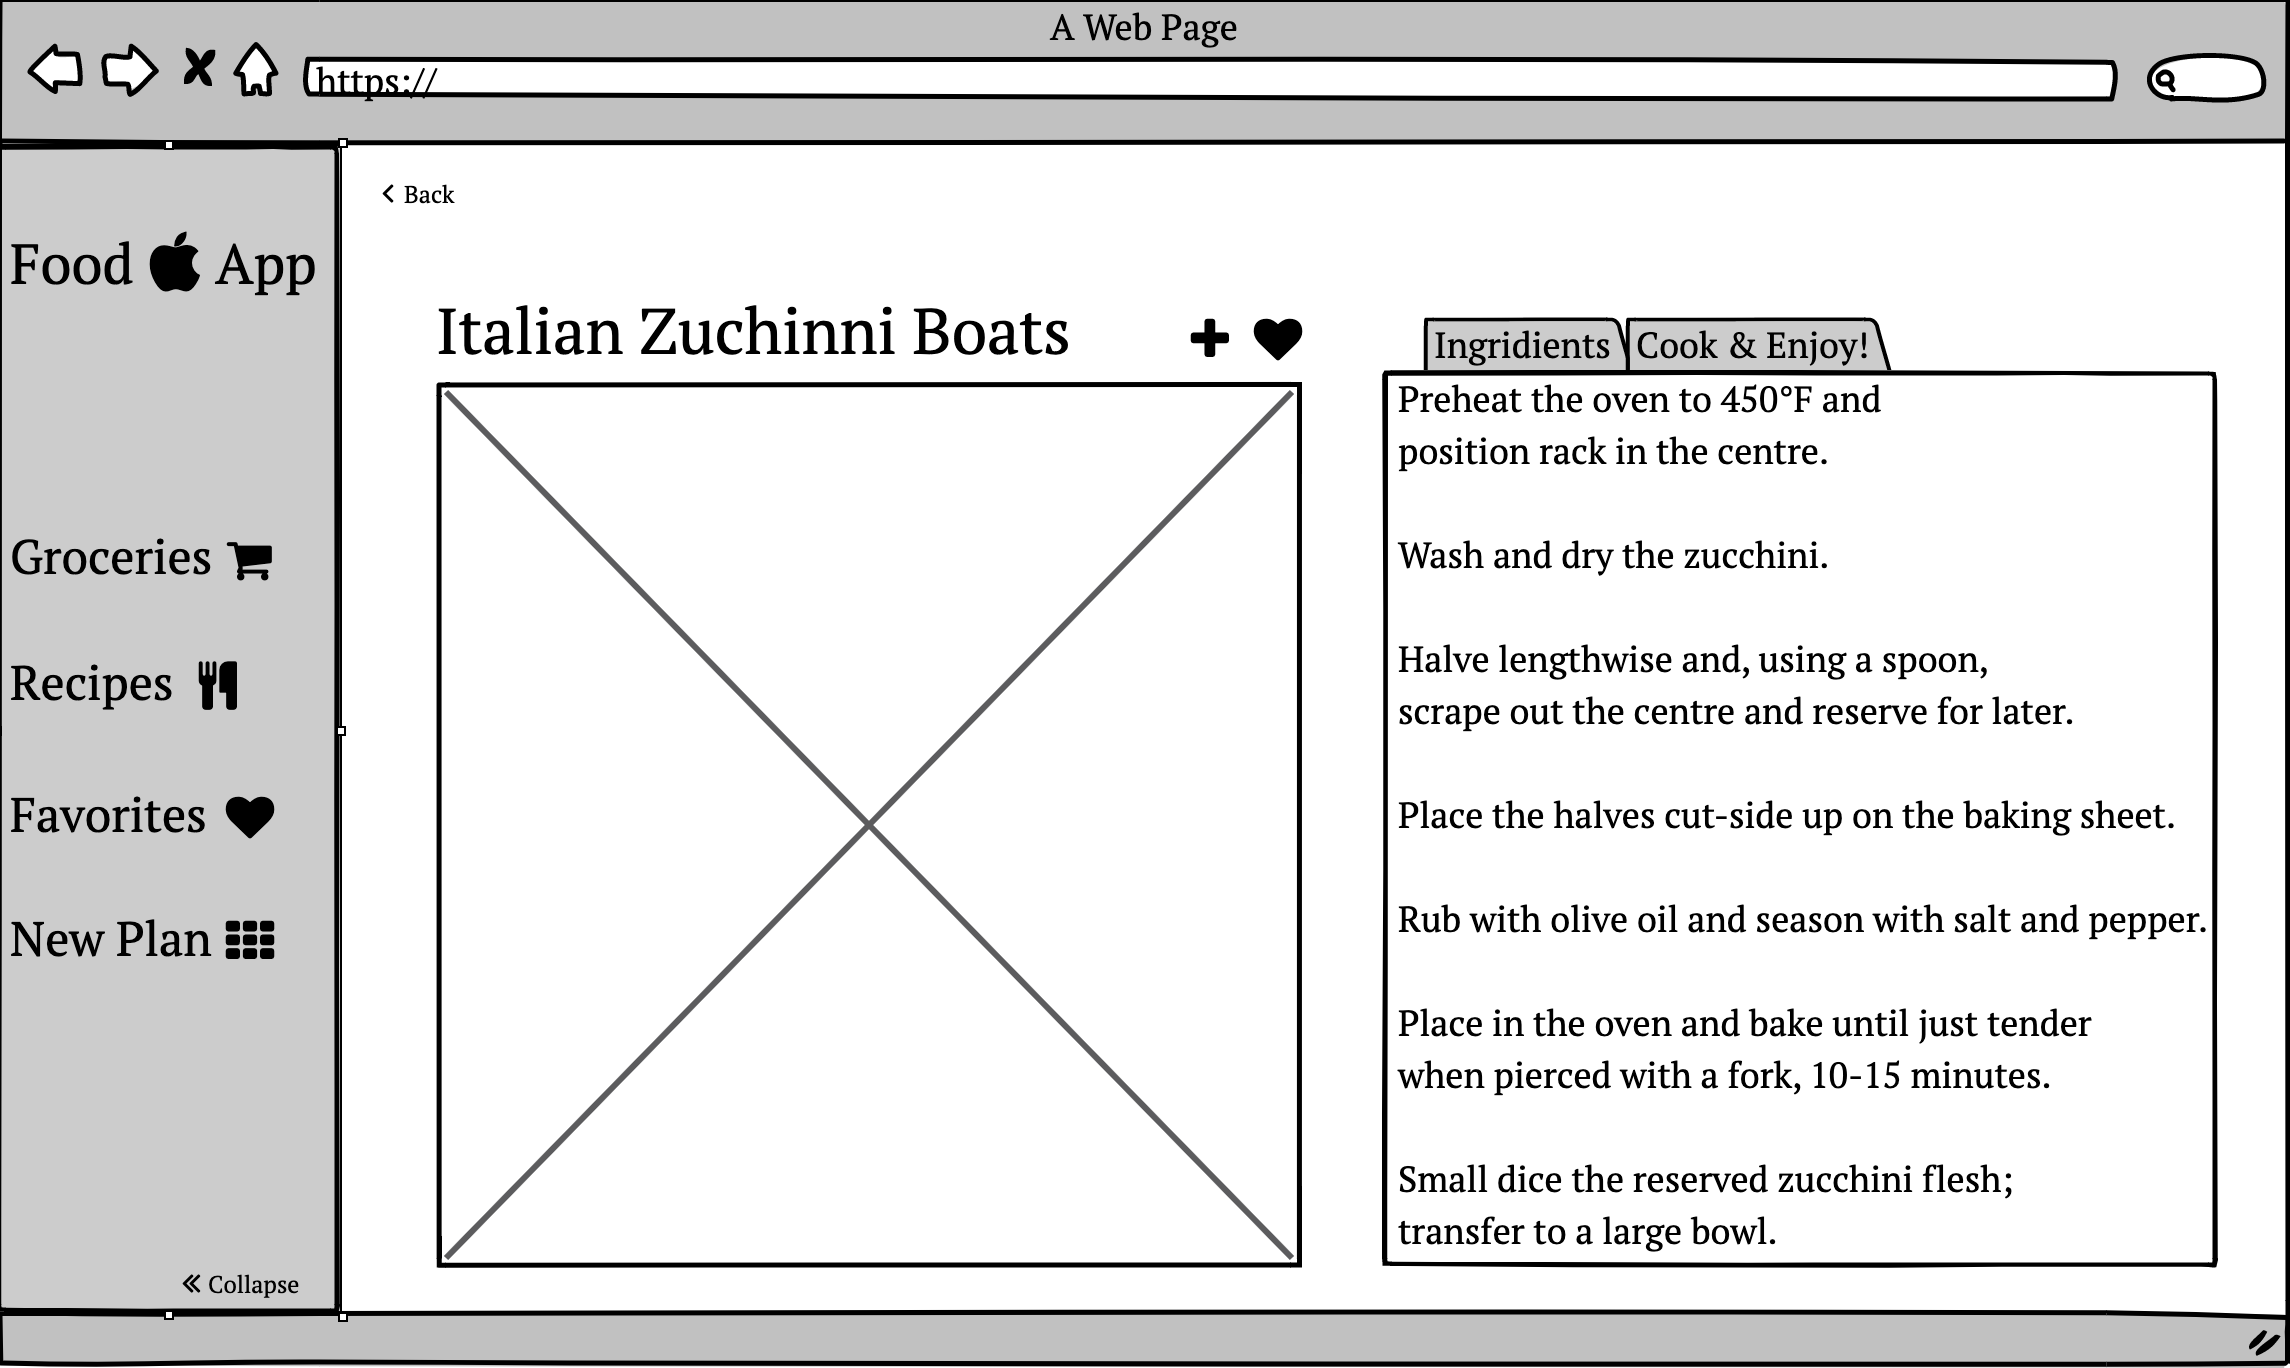 A Web Page
https://
Back
Food App
Italian Zuchinni Boats
Ingridients
Cook & Enjoy!
Preheat the oven to 450°F and
position rack in the centre.
Wash and dry the zucchini.
Halve lengthwise and, using a spoon,
scrape out the centre and reserve for later.
Place the halves cut-side up on the baking sheet.
Rub with olive oil and season with salt and pepper.
Place in the oven and bake until just tender
when pierced with a fork, 10-15 minutes.
Small dice the reserved zucchini flesh;
transfer to a large bowl.
Groceries
Recipes
Favorites
New Plan
Collapse